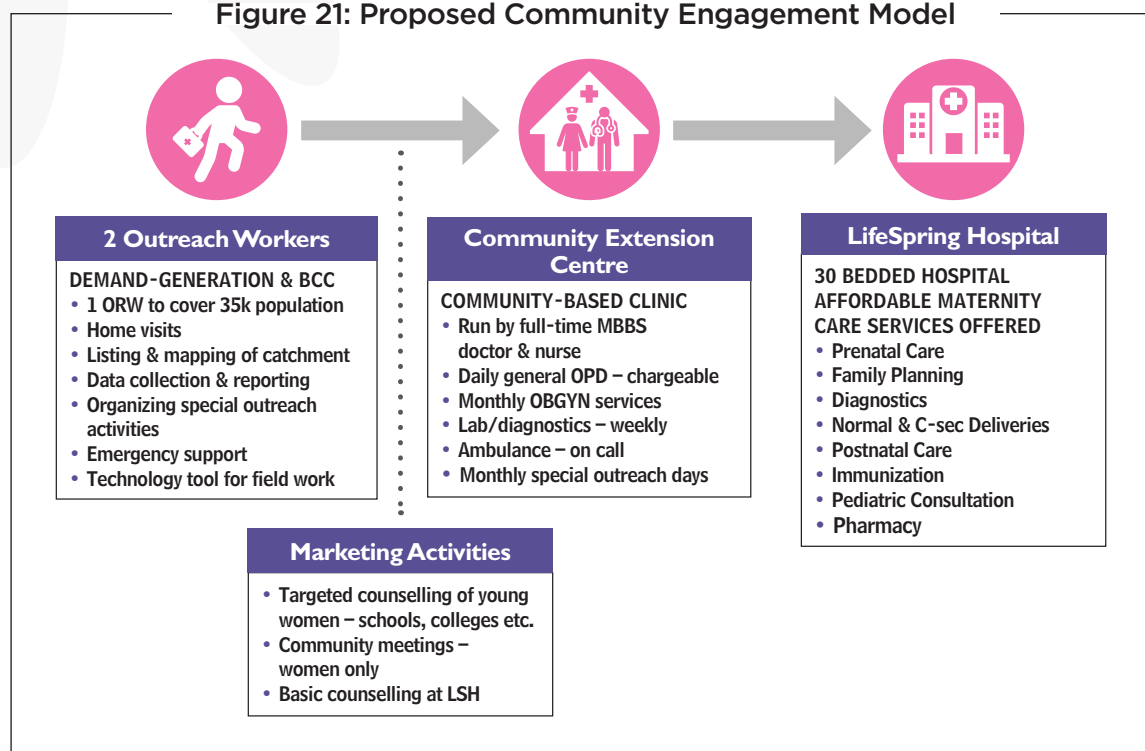 Figure 21: Proposed Community Engagement Model
2 Outreach Workers
DEMAND-GENERATION & BCC
• 1 ORW to cover 35k population
• Home visits
• Listing & mapping of catchment
• Data collection & reporting
• Organizing special outreach
activities
• Emergency support
• Technology tool for field work
Marketing Activities
• Targeted counselling of young
women – schools, colleges etc.
• Community meetings –
women only
• Basic counselling at LSH
Community Extension
Centre
COMMUNITY-BASED CLINIC
• Run by full-time MBBS
doctor & nurse
• Daily general OPD – chargeable
• Monthly OBGYN services
• Lab/diagnostics – weekly
• Ambulance – on call
• Monthly special outreach days
LifeSpring Hospital
30 BEDDED HOSPITAL
AFFORDABLE MATERNITY
CARE SERVICES OFFERED
• Prenatal Care
• Family Planning
• Diagnostics
• Normal & C-sec Deliveries
• Postnatal Care
• Immunization
• Pediatric Consultation
• Pharmacy